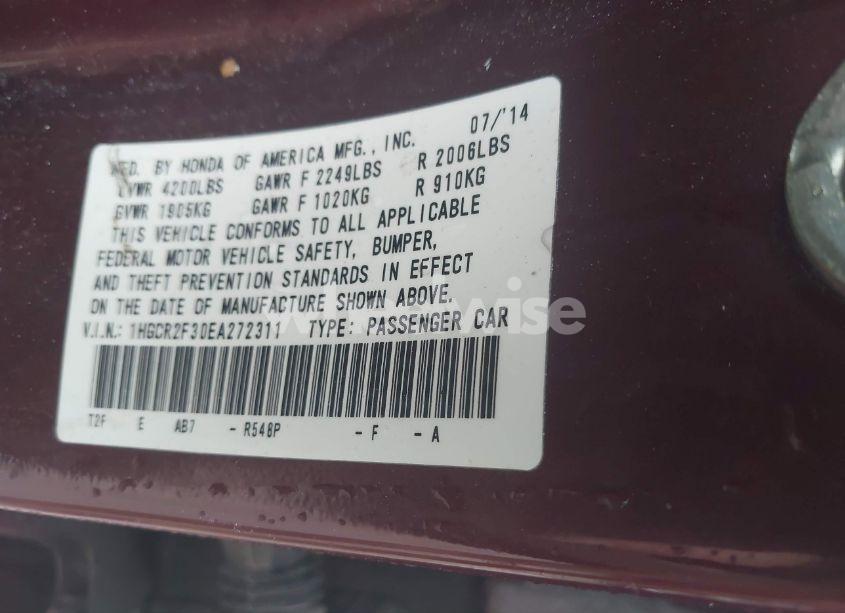 MFD. BY HONDA OF AMERICA MFG., INC. 07/'14
GVWR 4200LBS GAWR F 2249LBS R 2006LBS
GVWR 1905KG GAWR F 1020KG R 910KG
THIS VEHICLE CONFORMS TO ALL APPLICABLE
FEDERAL MOTOR VEHICLE SAFETY, BUMPER,
AND THEFT PREVENTION STANDARDS IN EFFECT
ON THE DATE OF MANUFACTURE SHOWN ABOVE.
V.I.N.: 1HGCR2F30EA272311 TYPE: PASSENGER CAR
T2F E AB7 - R548P - F - A